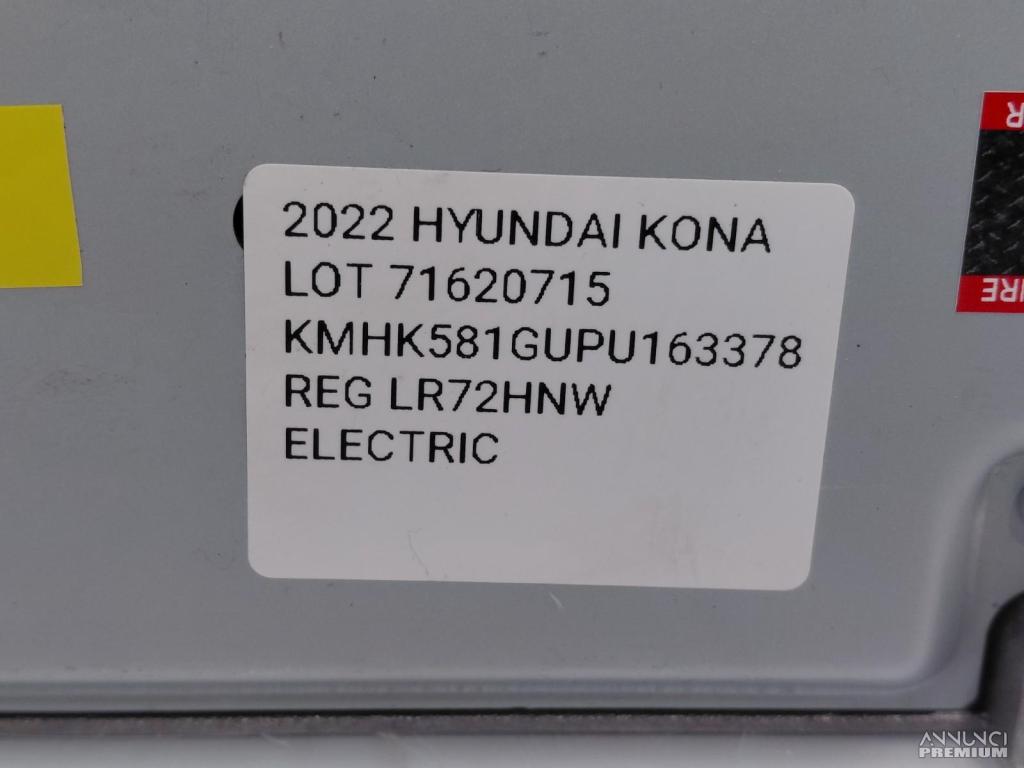 2022 HYUNDAI KONA
LOT 71620715
KMHK581GUPU163378
REG LR72HNW
ELECTRIC
ANNUNCI
PREMIUM